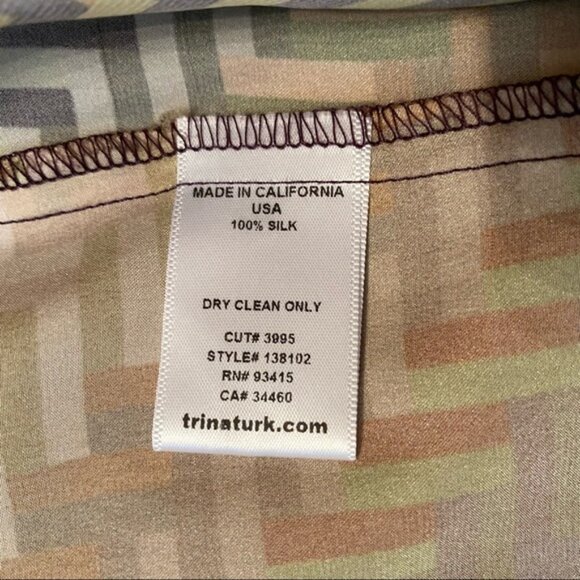 MADE IN CALIFORNIA
USA
100% SILK
DRY CLEAN ONLY
CUT# 3995
STYLE# 138102
RN# 93415
CA# 34460
trinaturk.com